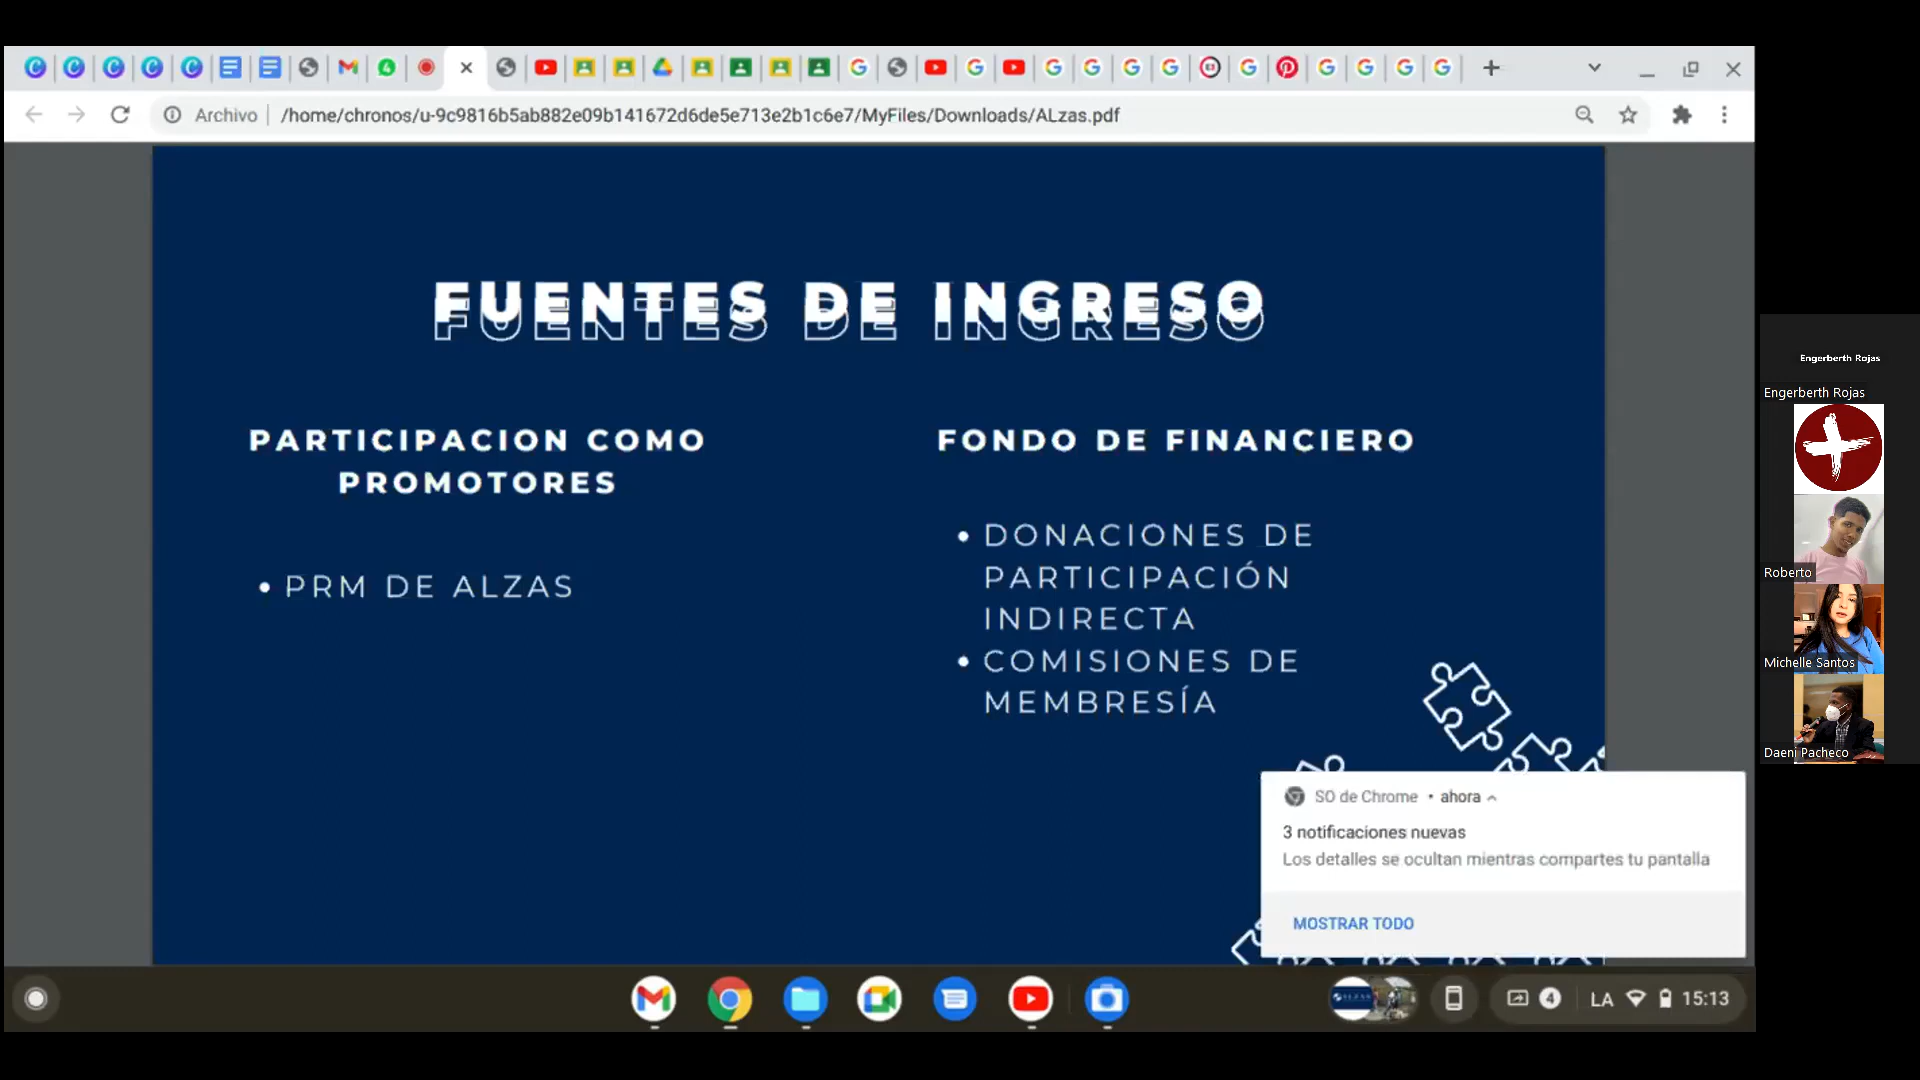 Archivo
/home/chronos/u-9c9816b5ab882e09b141672d6de5e713e2b1c6e7/MyFiles/Downloads/ALzas.pdf
FUENTES DE INGRESO
PARTICIPACION COMO
PROMOTORES
• PRM DE ALZAS
FONDO DE FINANCIERO
• DONACIONES DE
PARTICIPACIÓN
INDIRECTA
• COMISIONES DE
MEMBRESÍA
SO de Chrome • ahora
3 notificaciones nuevas
Los detalles se ocultan mientras compartes tu pantalla
MOSTRAR TODO
4 LA 15:13
Engerberth Rojas
Engerberth Rojas
Roberto
Michelle Santos
Daeni Pacheco